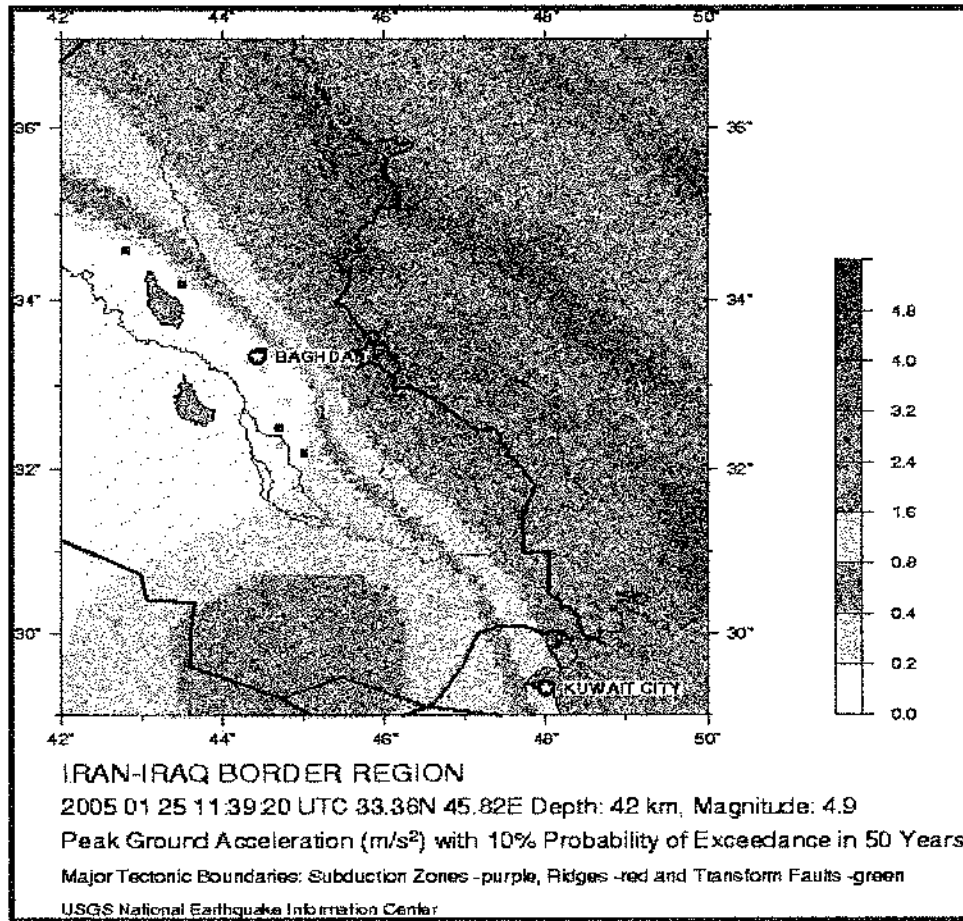 42° 44° 46° 48° 50°
36° 36°
34° 34°
4.8
4.0
BAGHDAD
3.2
2.4
32° 32°
1.6
0.8
0.4
30° 30°
0.2
KUWAIT CITY
0.0
42° 44° 46° 48° 50°
IRAN-IRAQ BORDER REGION
2005 01 25 11:39:20 UTC 33.36N 45.82E Depth: 42 km, Magnitude: 4.9
Peak Ground Acceleration (m/s²) with 10% Probability of Exceedance in 50 Years
Major Tectonic Boundaries: Subduction Zones -purple, Ridges -red and Transform Faults -green
USGS National Earthquake Information Center